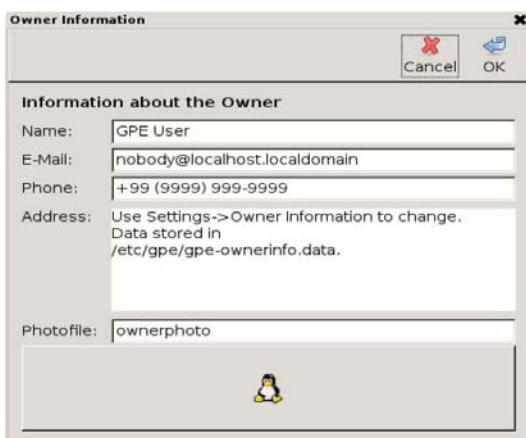 Owner Information
Cancel OK
Information about the Owner
Name: GPE User
E-Mail: nobody@localhost.localdomain
Phone: +99 (9999) 999-9999
Address: Use Settings->Owner Information to change.
Data stored in
/etc/gpe/gpe-ownerinfo.data.
Photofile: ownerphoto